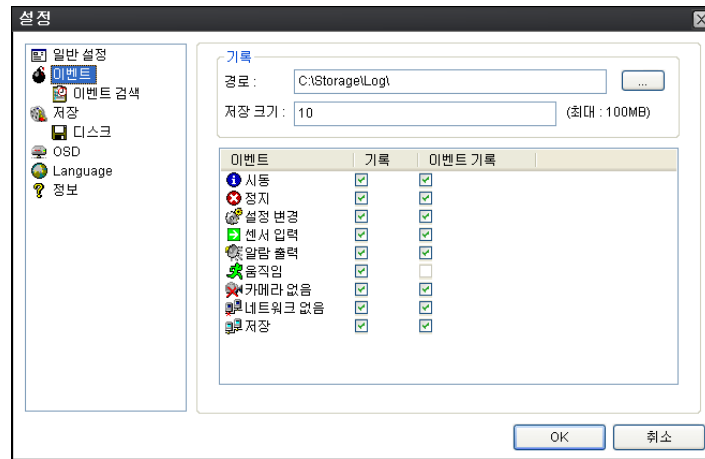 설정
일반 설정
이벤트
이벤트 검색
저장
디스크
OSD
Language
정보
기록
경로 : C:\Storage\Log\ ...
저장 크기 : 10 (최대 : 100MB)
이벤트 기록 이벤트 기록
시동
정지
설정 변경
센서 입력
알람 출력
움직임
카메라 없음
네트워크 없음
저장
OK 취소